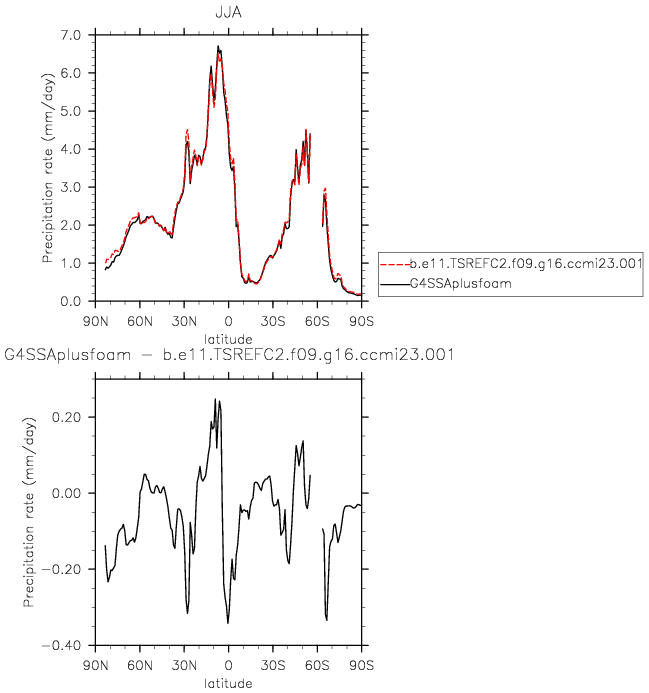 JJA
7.0
6.0
5.0
4.0
3.0
2.0
1.0
0.0
Precipitation rate (mm/day)
90N 60N 30N 0 30S 60S 90S
latitude
b.e11.TSREFC2.f09.g16.ccmi23.001
G4SSAplusfoam
G4SSAplusfoam − b.e11.TSREFC2.f09.g16.ccmi23.001
0.20
0.00
−0.20
−0.40
Precipitation rate (mm/day)
90N 60N 30N 0 30S 60S 90S
latitude